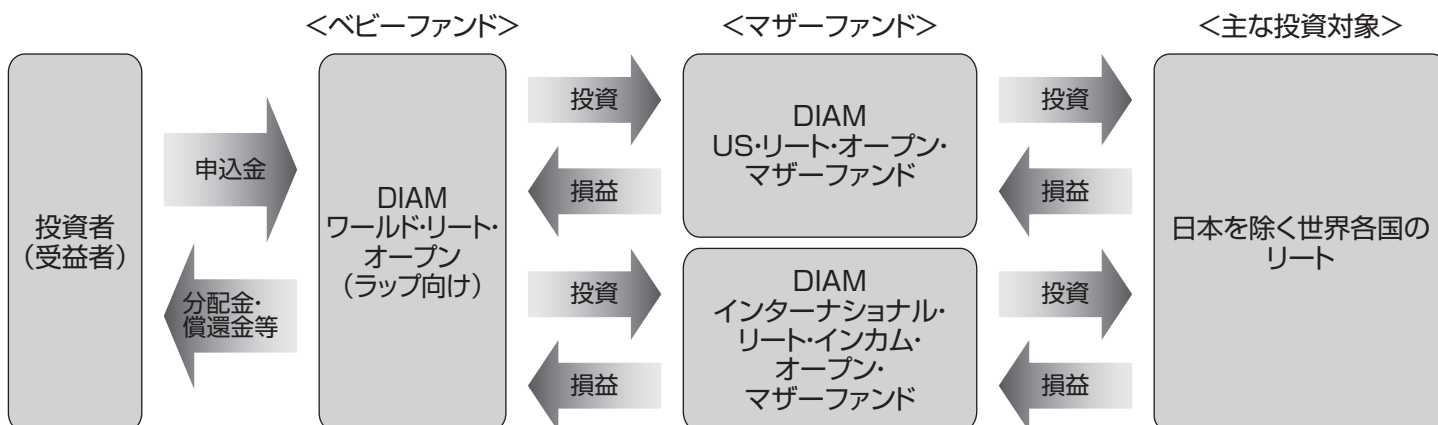 ＜ベビーファンド＞
＜マザーファンド＞
＜主な投資対象＞
投資者
（受益者）
申込金
分配金・
償還金等
DIAM
ワールド・リート・
オープン
（ラップ向け）
投資
損益
投資
損益
DIAM
US・リート・オープン・
マザーファンド
DIAM
インターナショナル・
リート・インカム・
オープン・
マザーファンド
投資
損益
投資
損益
日本を除く世界各国の
リート